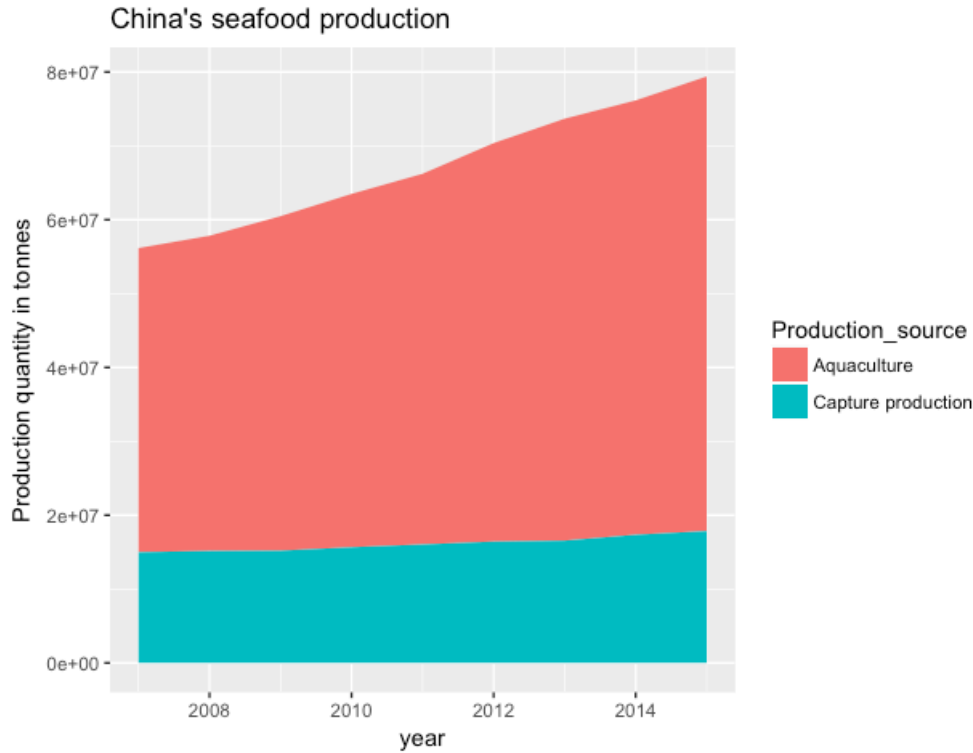 China's seafood production
8e+07
6e+07
4e+07
2e+07
0e+00
Production quantity in tonnes
2008
2010
2012
2014
year
Production_source
Aquaculture
Capture production